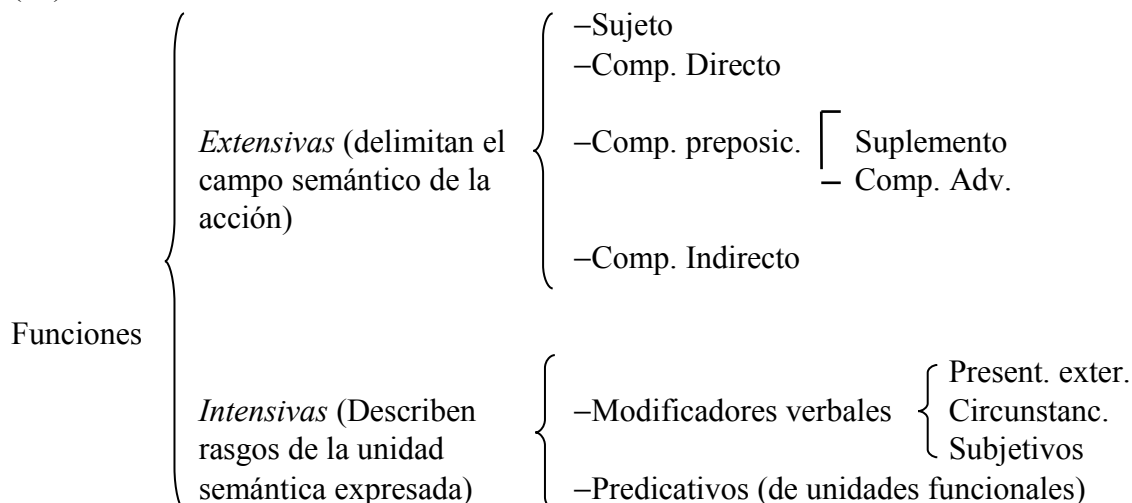 −Sujeto
−Comp. Directo
Extensivas (delimitan el
campo semántico de la
acción)
−Comp. preposic.
Suplemento
− Comp. Adv.
−Comp. Indirecto
Funciones
Intensivas (Describen
rasgos de la unidad
semántica expresada)
−Modificadores verbales
Present. exter.
Circunstanc.
Subjetivos
−Predicativos (de unidades funcionales)